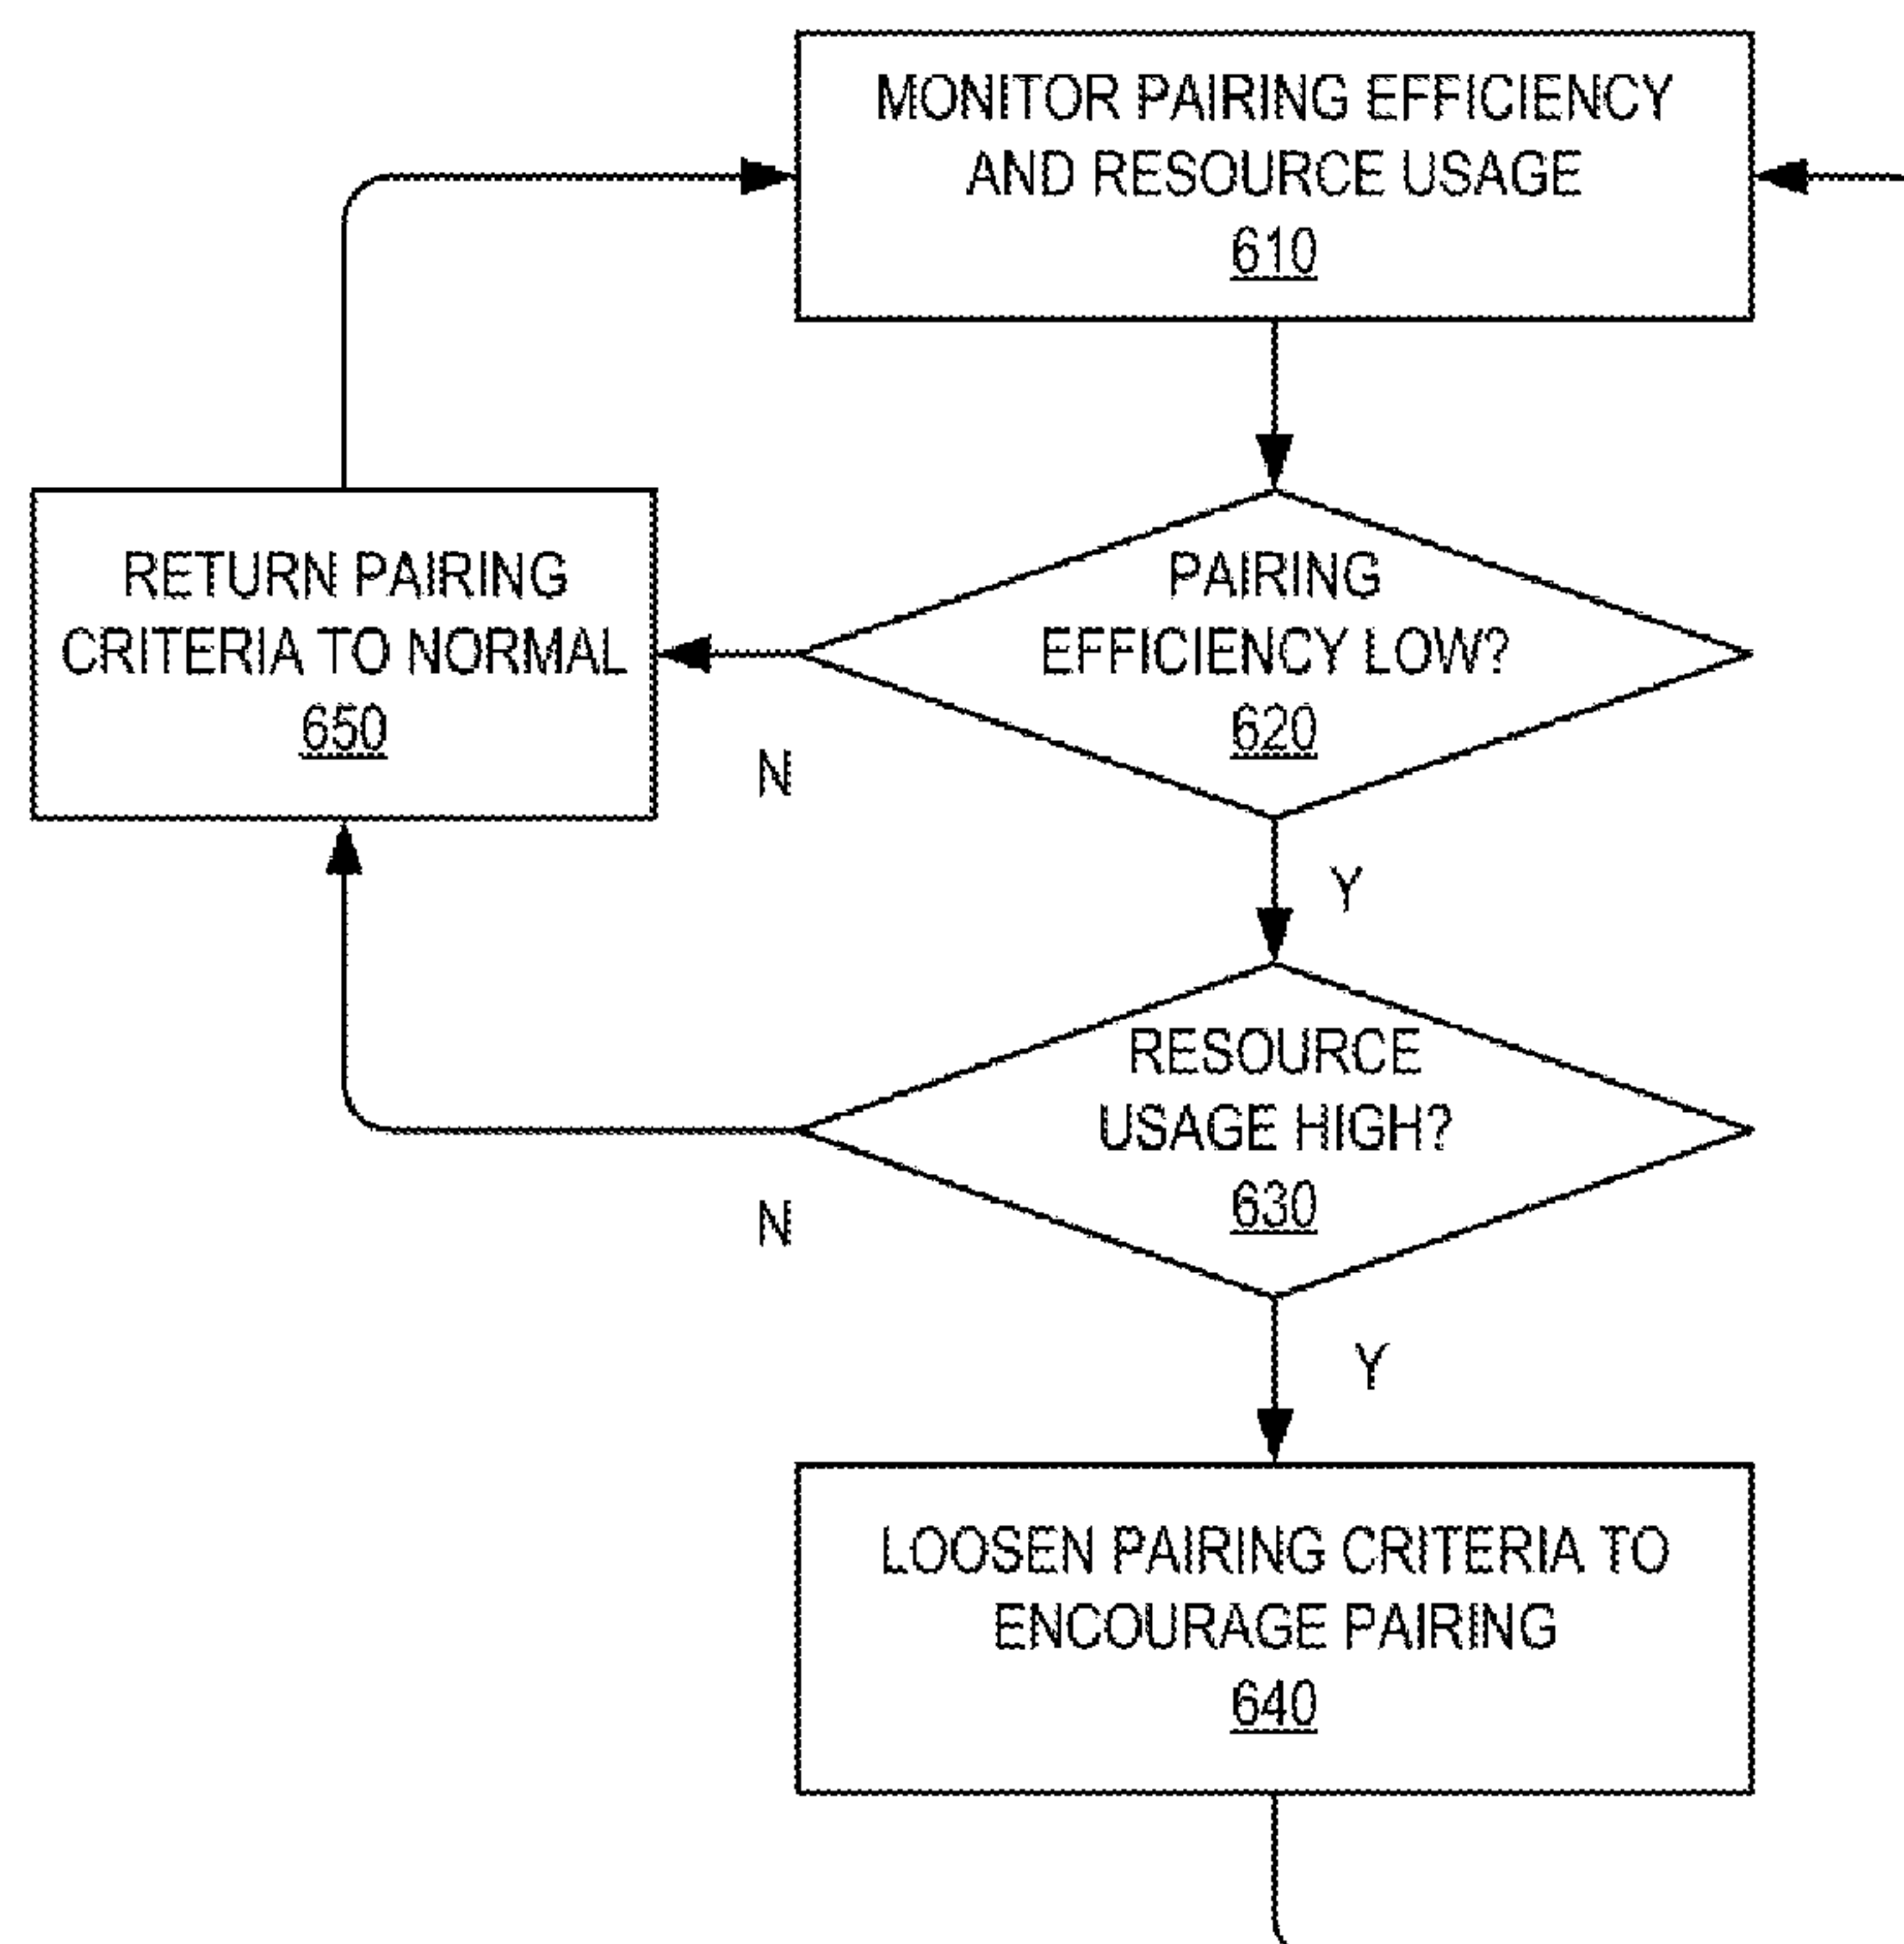 MONITOR PAIRING EFFICIENCY
AND RESOURCE USAGE
610
RETURN PAIRING
CRITERIA TO NORMAL
650
PAIRING
EFFICIENCY LOW?
620
N
Y
RESOURCE
USAGE HIGH?
630
N
Y
LOOSEN PAIRING CRITERIA TO
ENCOURAGE PAIRING
640